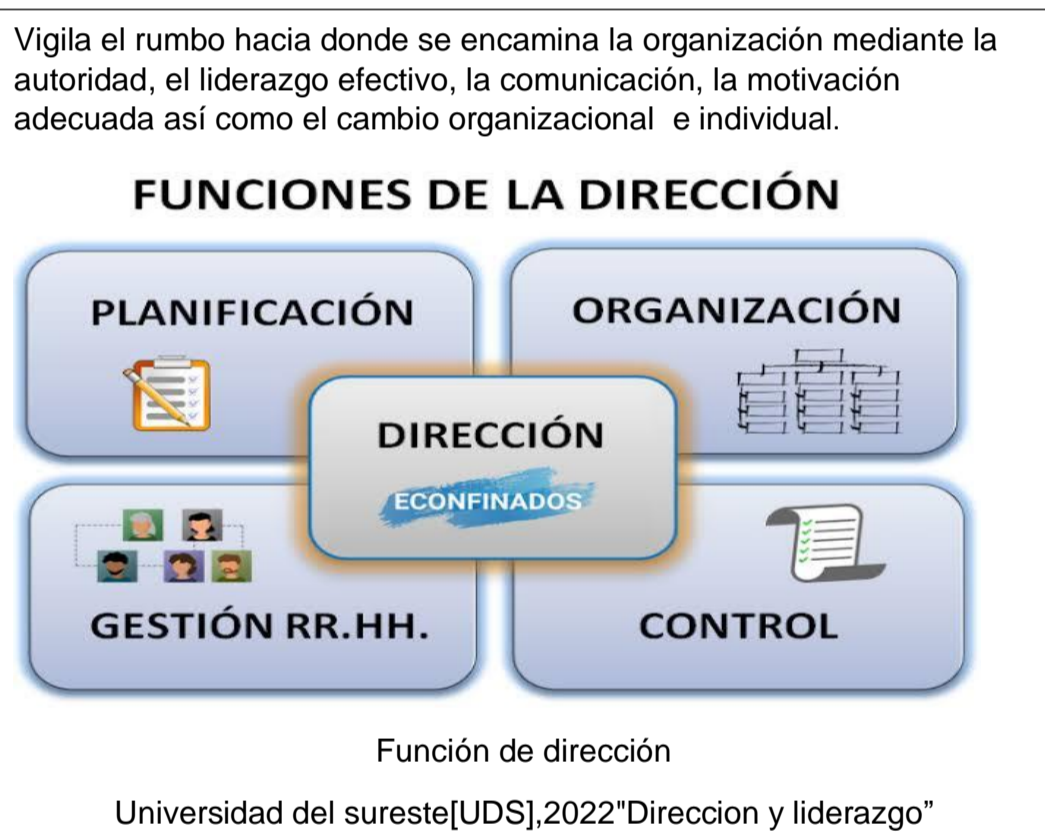 Vigila el rumbo hacia donde se encamina la organización mediante la
autoridad, el liderazgo efectivo, la comunicación, la motivación
adecuada así como el cambio organizacional  e individual.
FUNCIONES DE LA DIRECCIÓN
PLANIFICACIÓN
ORGANIZACIÓN
DIRECCIÓN
ECONFINADOS
GESTIÓN RR.HH.
CONTROL
Función de dirección
Universidad del sureste[UDS],2022"Direccion y liderazgo”